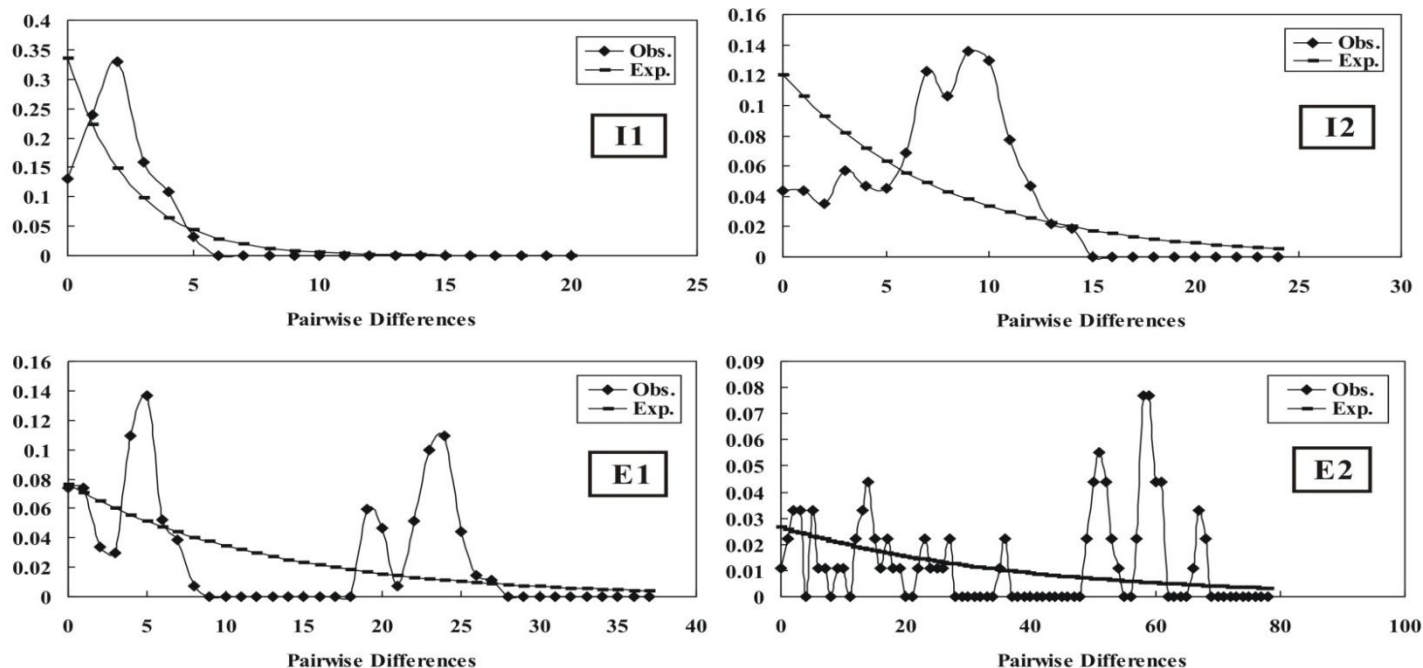 0.4
0.35
0.3
0.25
0.2
0.15
0.1
0.05
0
0 5 10 15 20 25
Pairwise Differences
Obs.
Exp.
I1
0.16
0.14
0.12
0.1
0.08
0.06
0.04
0.02
0
0 5 10 15 20 25 30
Pairwise Differences
Obs.
Exp.
I2
0.16
0.14
0.12
0.1
0.08
0.06
0.04
0.02
0
0 5 10 15 20 25 30 35 40
Pairwise Differences
Obs.
Exp.
E1
0.09
0.08
0.07
0.06
0.05
0.04
0.03
0.02
0.01
0
0 20 40 60 80 100
Pairwise Differences
Obs.
Exp.
E2